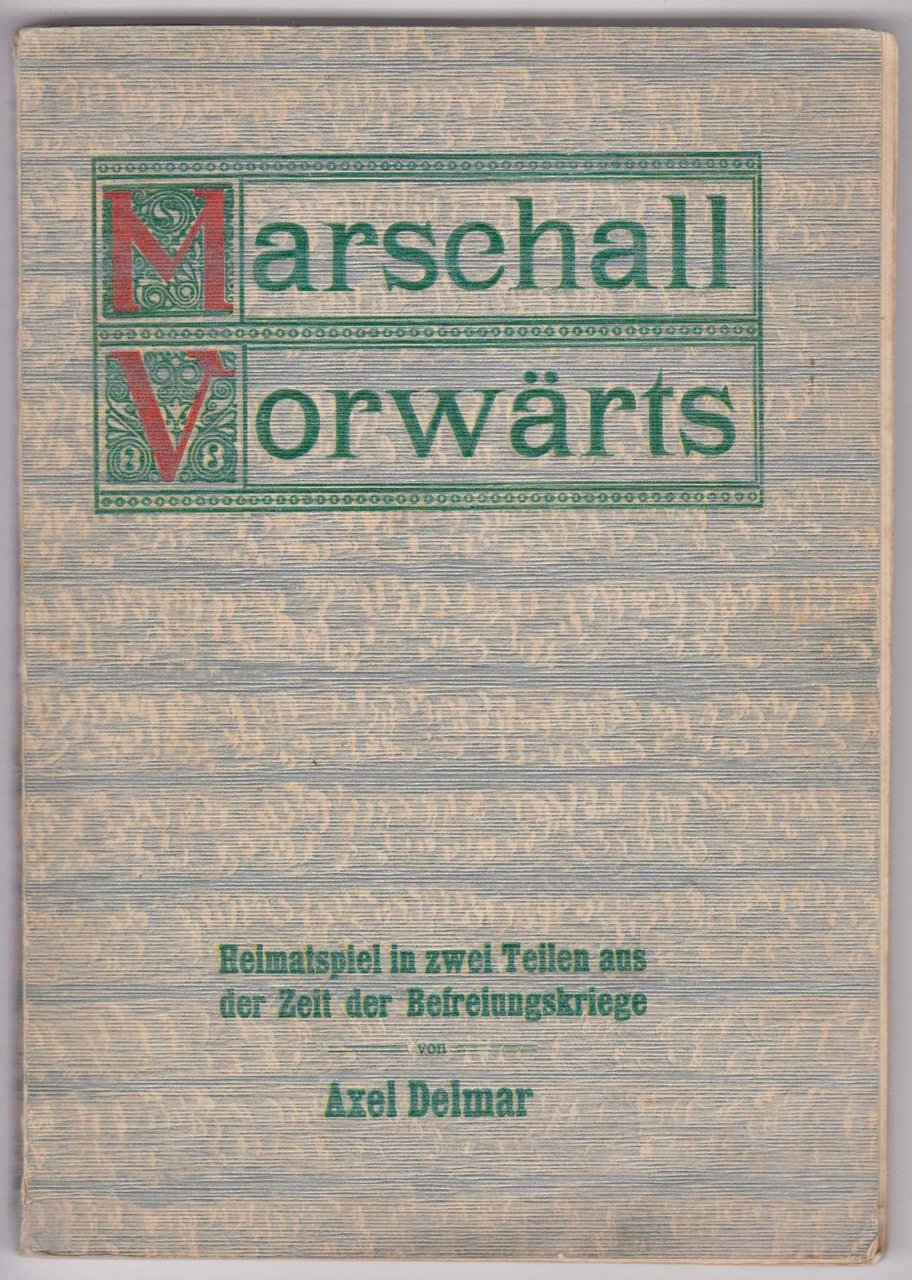 Marschall
Vorwärts
Heimatspiel in zwei Teilen aus
der Zeit der Befreiungskriege
von
Axel Delmar